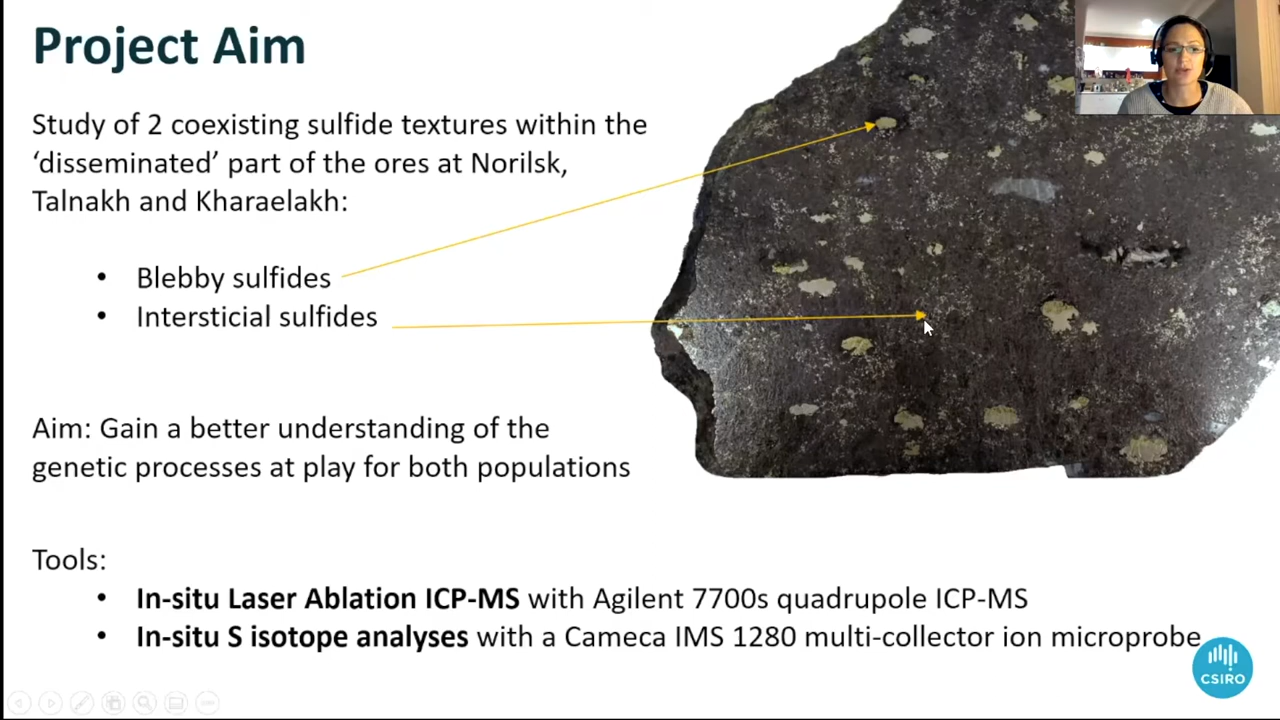 Project Aim
Study of 2 coexisting sulfide textures within the
‘disseminated’ part of the ores at Norilsk,
Talnakh and Kharaelakh:
• Blebby sulfides
• Intersticial sulfides
Aim: Gain a better understanding of the
genetic processes at play for both populations
Tools:
• In-situ Laser Ablation ICP-MS with Agilent 7700s quadrupole ICP-MS
• In-situ S isotope analyses with a Cameca IMS 1280 multi-collector ion microprobe
CSIRO